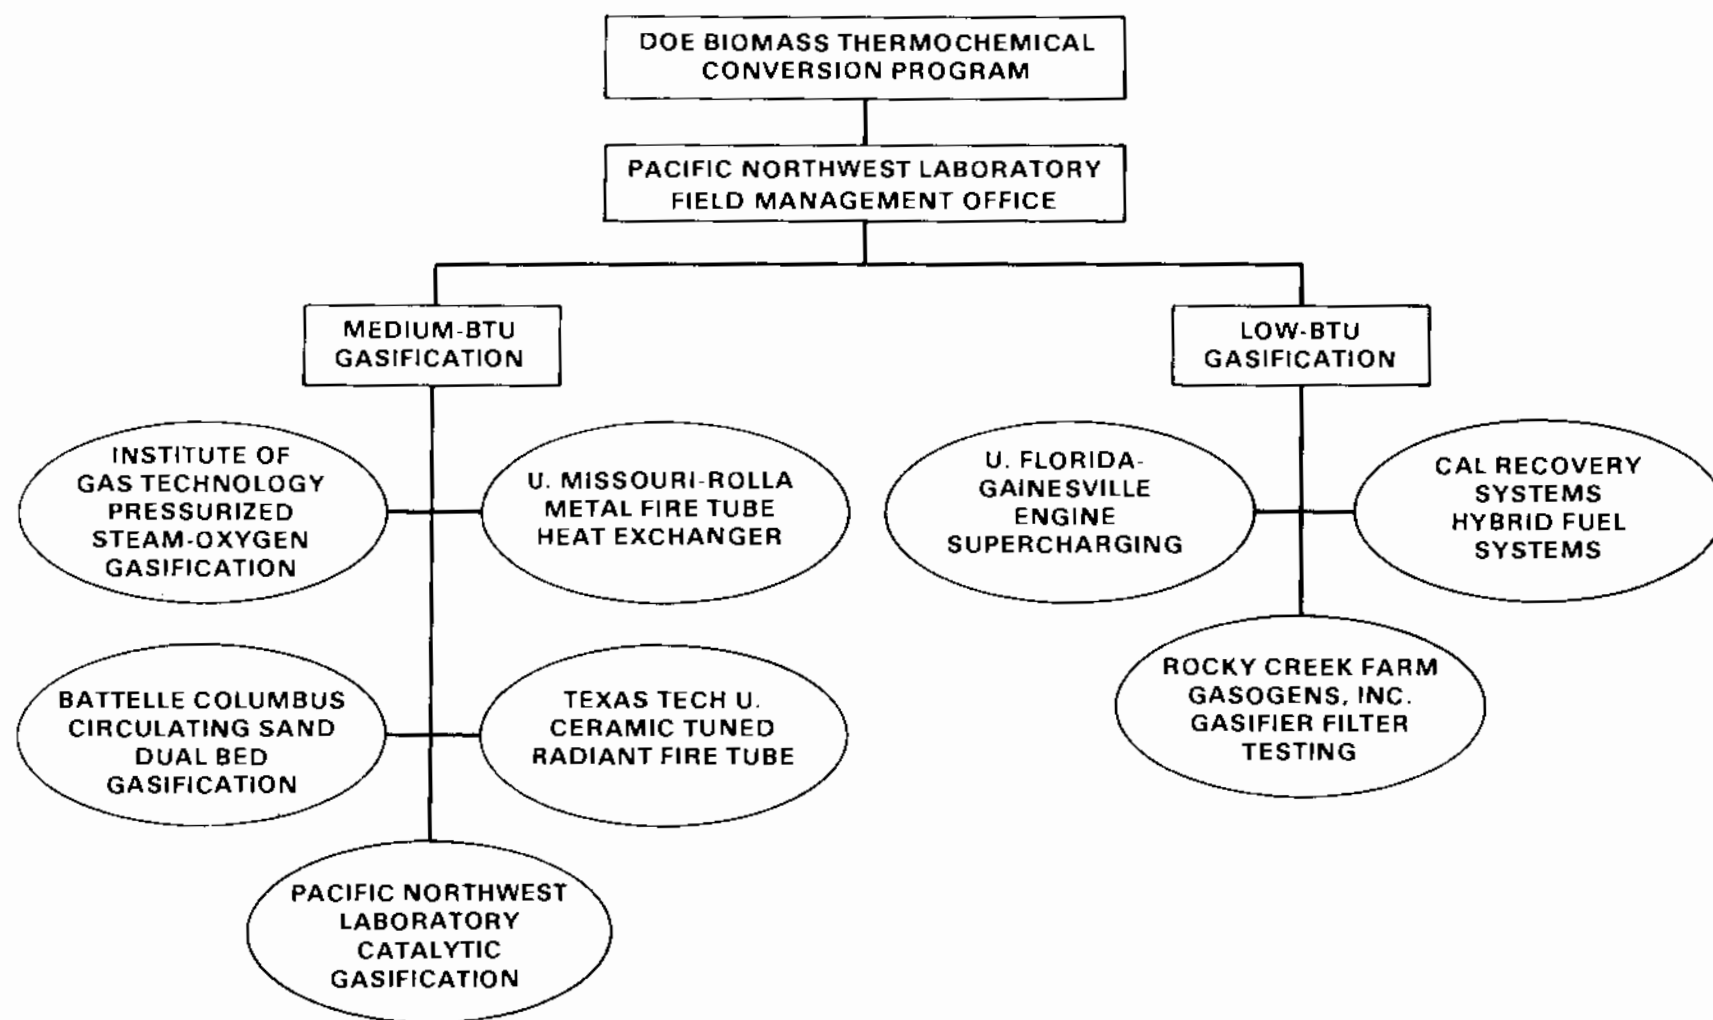 DOE BIOMASS THERMOCHEMICAL
CONVERSION PROGRAM
PACIFIC NORTHWEST LABORATORY
FIELD MANAGEMENT OFFICE
MEDIUM-BTU
GASIFICATION
LOW-BTU
GASIFICATION
INSTITUTE OF
GAS TECHNOLOGY
PRESSURIZED
STEAM-OXYGEN
GASIFICATION
U. MISSOURI-ROLLA
METAL FIRE TUBE
HEAT EXCHANGER
U. FLORIDA-
GAINESVILLE
ENGINE
SUPERCHARGING
CAL RECOVERY
SYSTEMS
HYBRID FUEL
SYSTEMS
BATTELLE COLUMBUS
CIRCULATING SAND
DUAL BED
GASIFICATION
TEXAS TECH U.
CERAMIC TUNED
RADIANT FIRE TUBE
ROCKY CREEK FARM
GASOGENS, INC.
GASIFIER FILTER
TESTING
PACIFIC NORTHWEST
LABORATORY
CATALYTIC
GASIFICATION